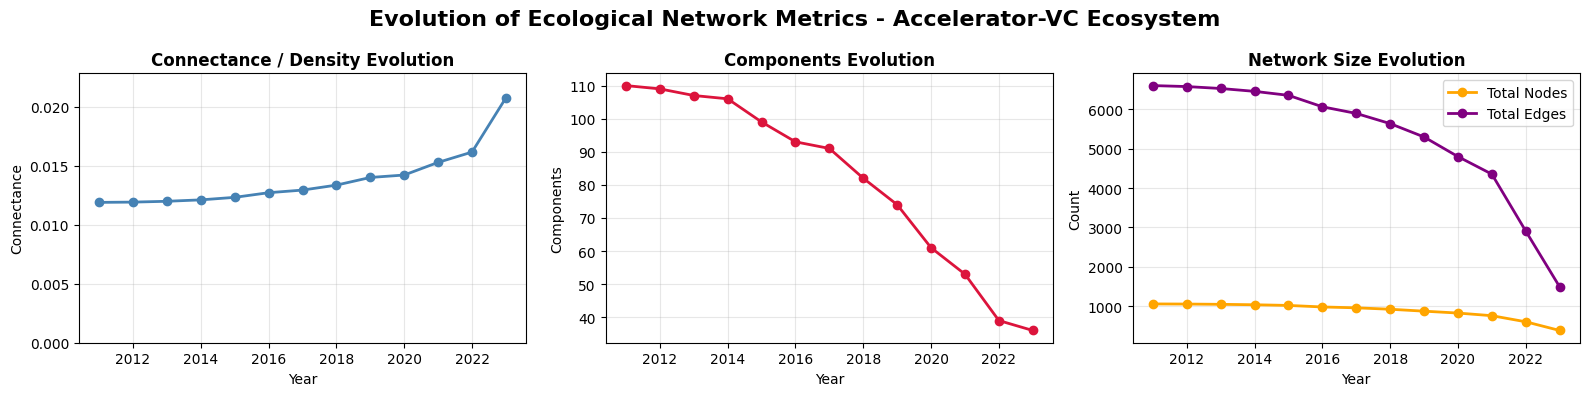 Evolution of Ecological Network Metrics - Accelerator-VC Ecosystem
Connectance / Density Evolution
Connectance
0.020
0.015
0.010
0.005
0.000
2012 2014 2016 2018 2020 2022
Year
Components Evolution
Components
110
100
90
80
70
60
50
40
2012 2014 2016 2018 2020 2022
Year
Network Size Evolution
Total Nodes
Total Edges
Count
6000
5000
4000
3000
2000
1000
2012 2014 2016 2018 2020 2022
Year